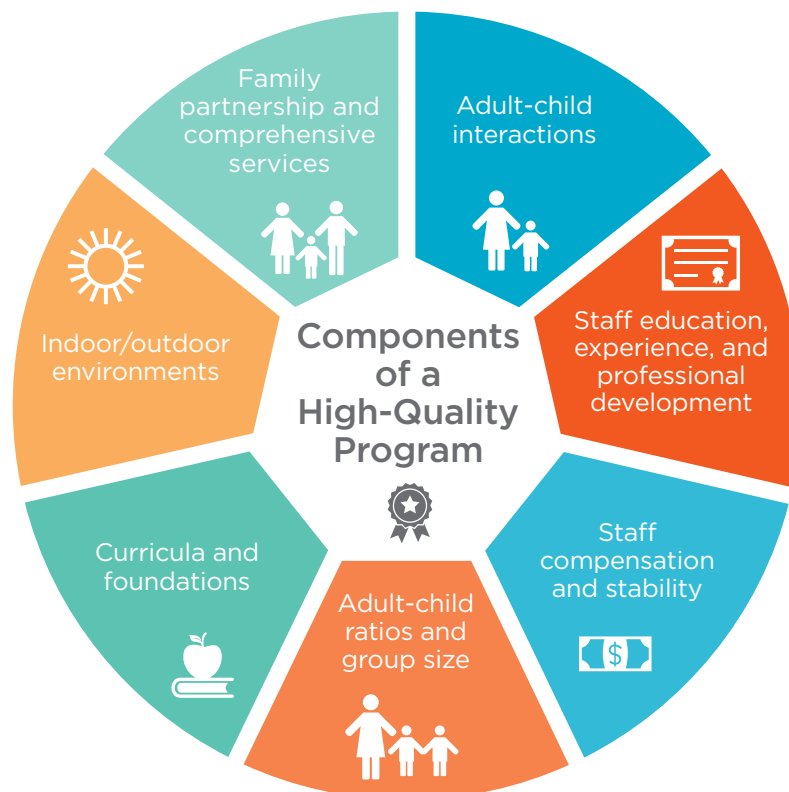 Family
partnership and
comprehensive
services
Adult-child
interactions
Indoor/outdoor
environments
Components
of a
High-Quality
Program
Staff education,
experience, and
professional
development
Curricula and
foundations
Adult-child
ratios and
group size
Staff
compensation
and stability
$